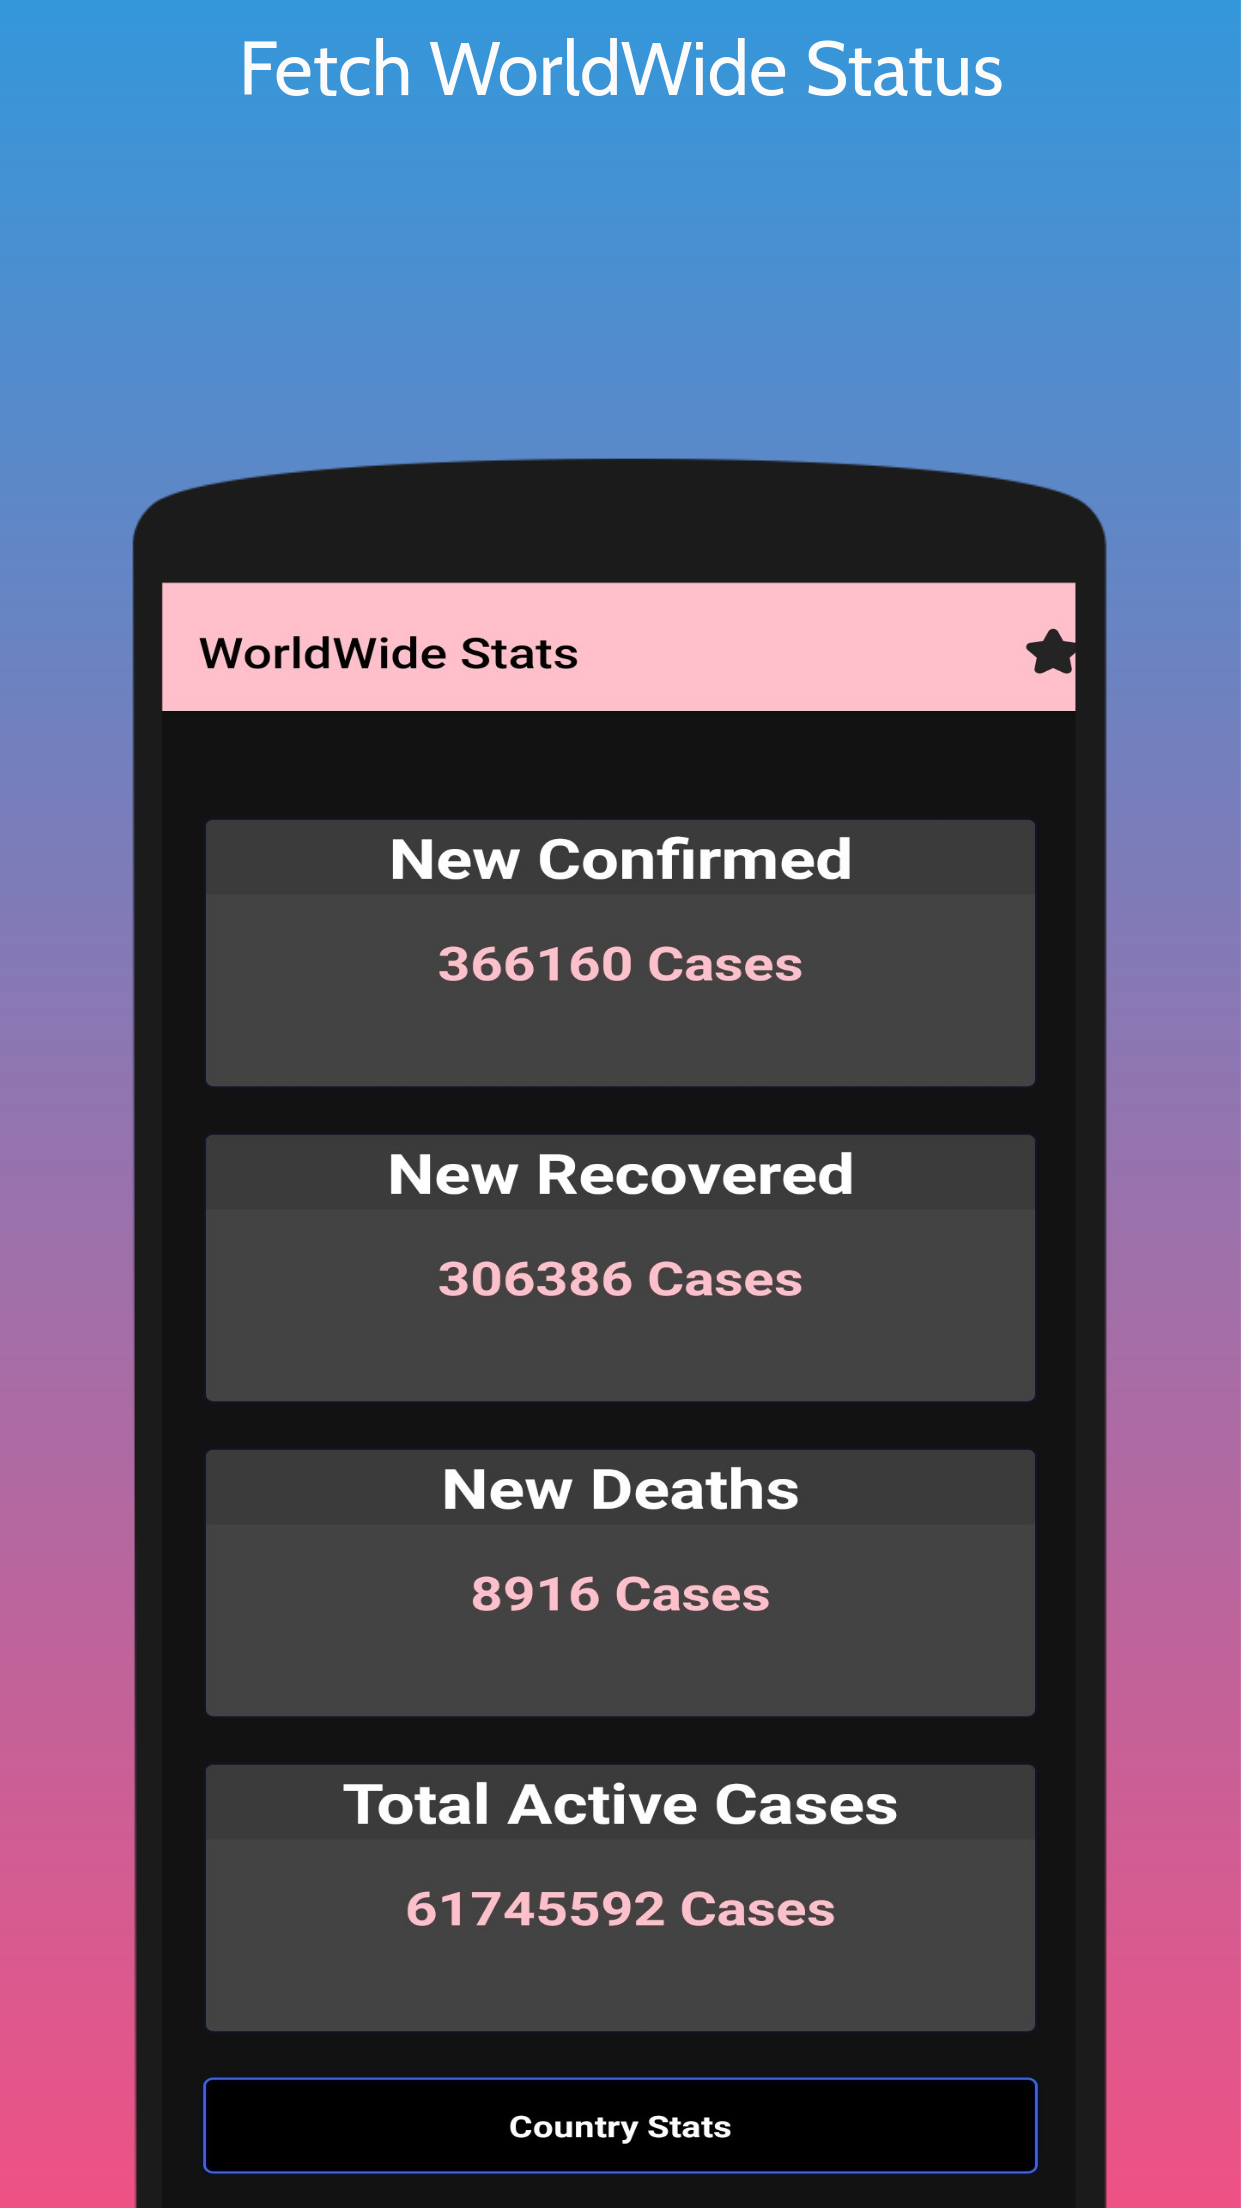 Fetch WorldWide Status
WorldWide Stats
New Confirmed
366160 Cases
New Recovered
306386 Cases
New Deaths
8916 Cases
Total Active Cases
61745592 Cases
Country Stats